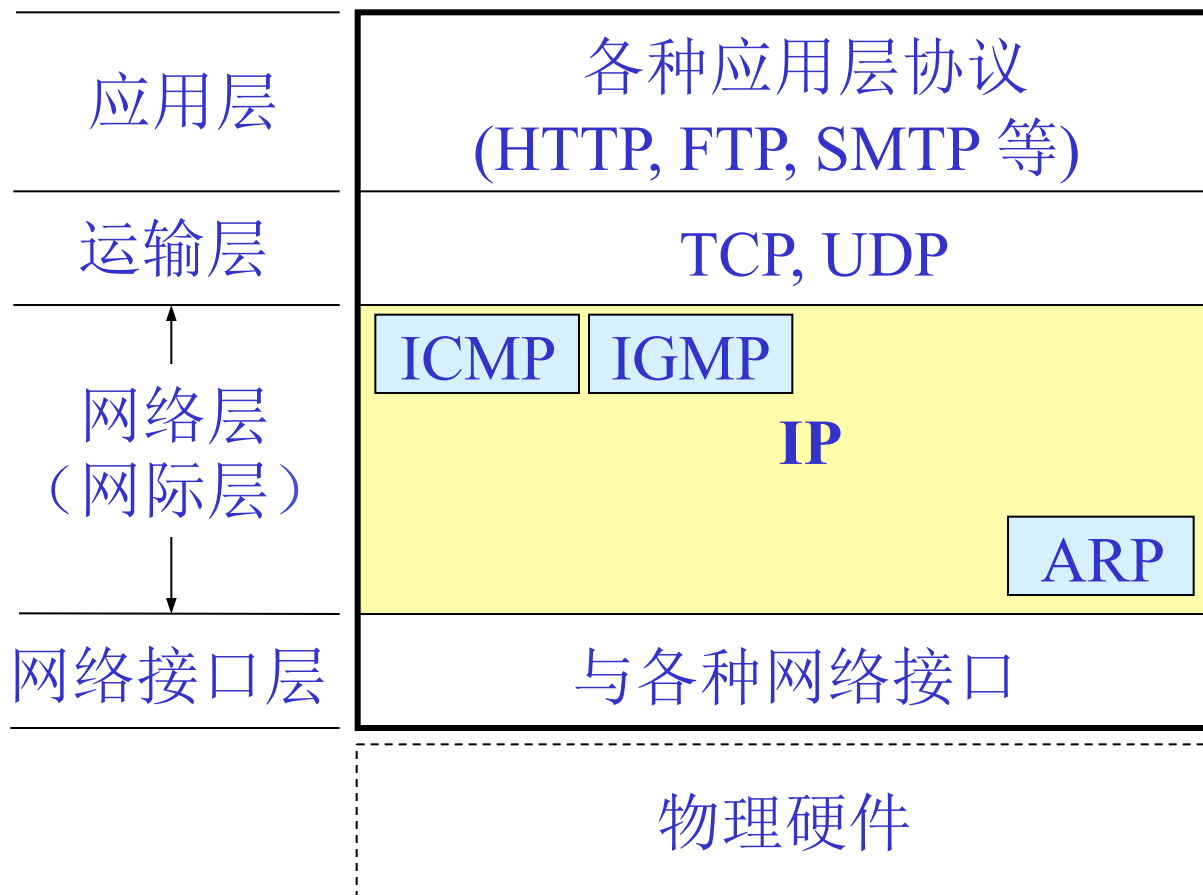 应用层
各种应用层协议
(HTTP, FTP, SMTP 等)
运输层
TCP, UDP
ICMP
IGMP
网络层
（网际层）
IP
ARP
网络接口层
与各种网络接口
物理硬件